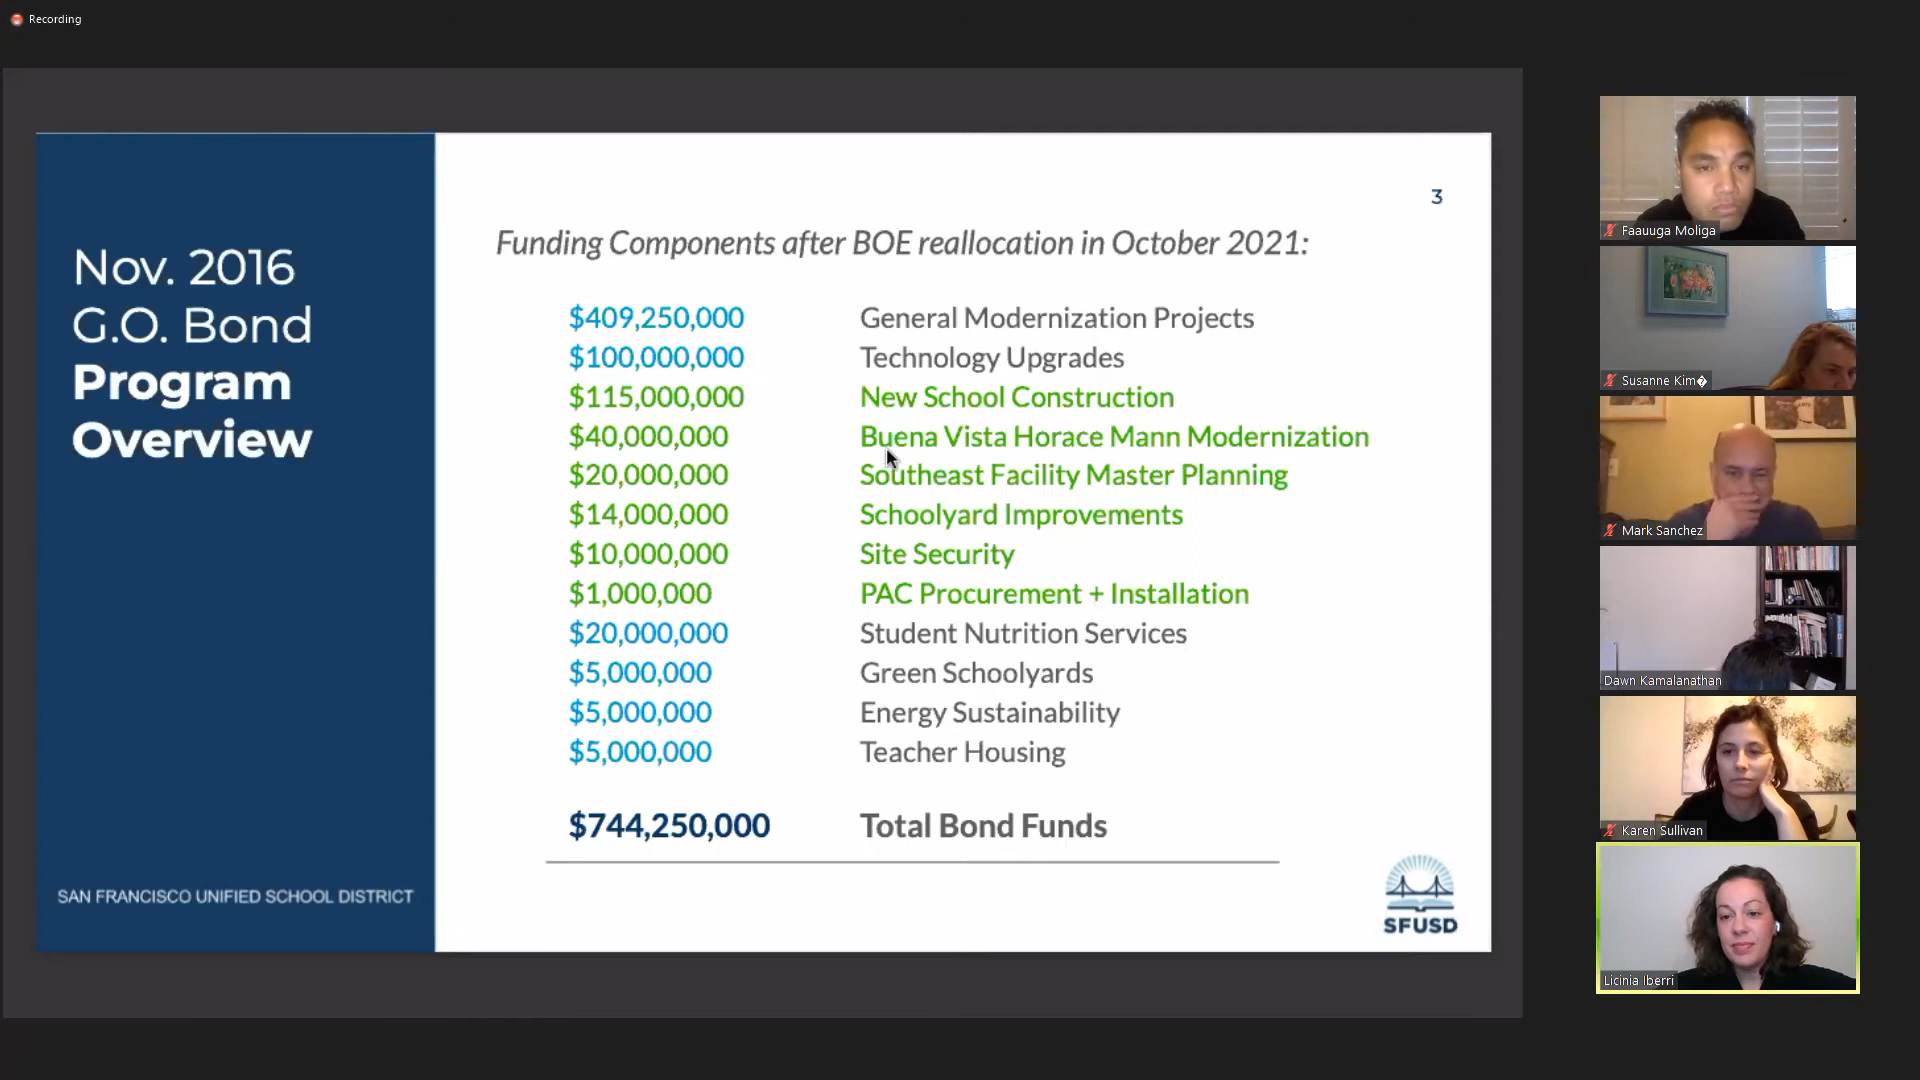 Recording
Nov. 2016
G.O. Bond
Program
Overview
SAN FRANCISCO UNIFIED SCHOOL DISTRICT
3
Funding Components after BOE reallocation in October 2021:
$409,250,000 General Modernization Projects
$100,000,000 Technology Upgrades
$115,000,000 New School Construction
$40,000,000 Buena Vista Horace Mann Modernization
$20,000,000 Southeast Facility Master Planning
$14,000,000 Schoolyard Improvements
$10,000,000 Site Security
$1,000,000 PAC Procurement + Installation
$20,000,000 Student Nutrition Services
$5,000,000 Green Schoolyards
$5,000,000 Energy Sustainability
$5,000,000 Teacher Housing
$744,250,000 Total Bond Funds
SFUSD
Faauuga Moliga
Susanne Kim�
Mark Sanchez
Dawn Kamalanathan
Karen Sullivan
Licinia Iberri